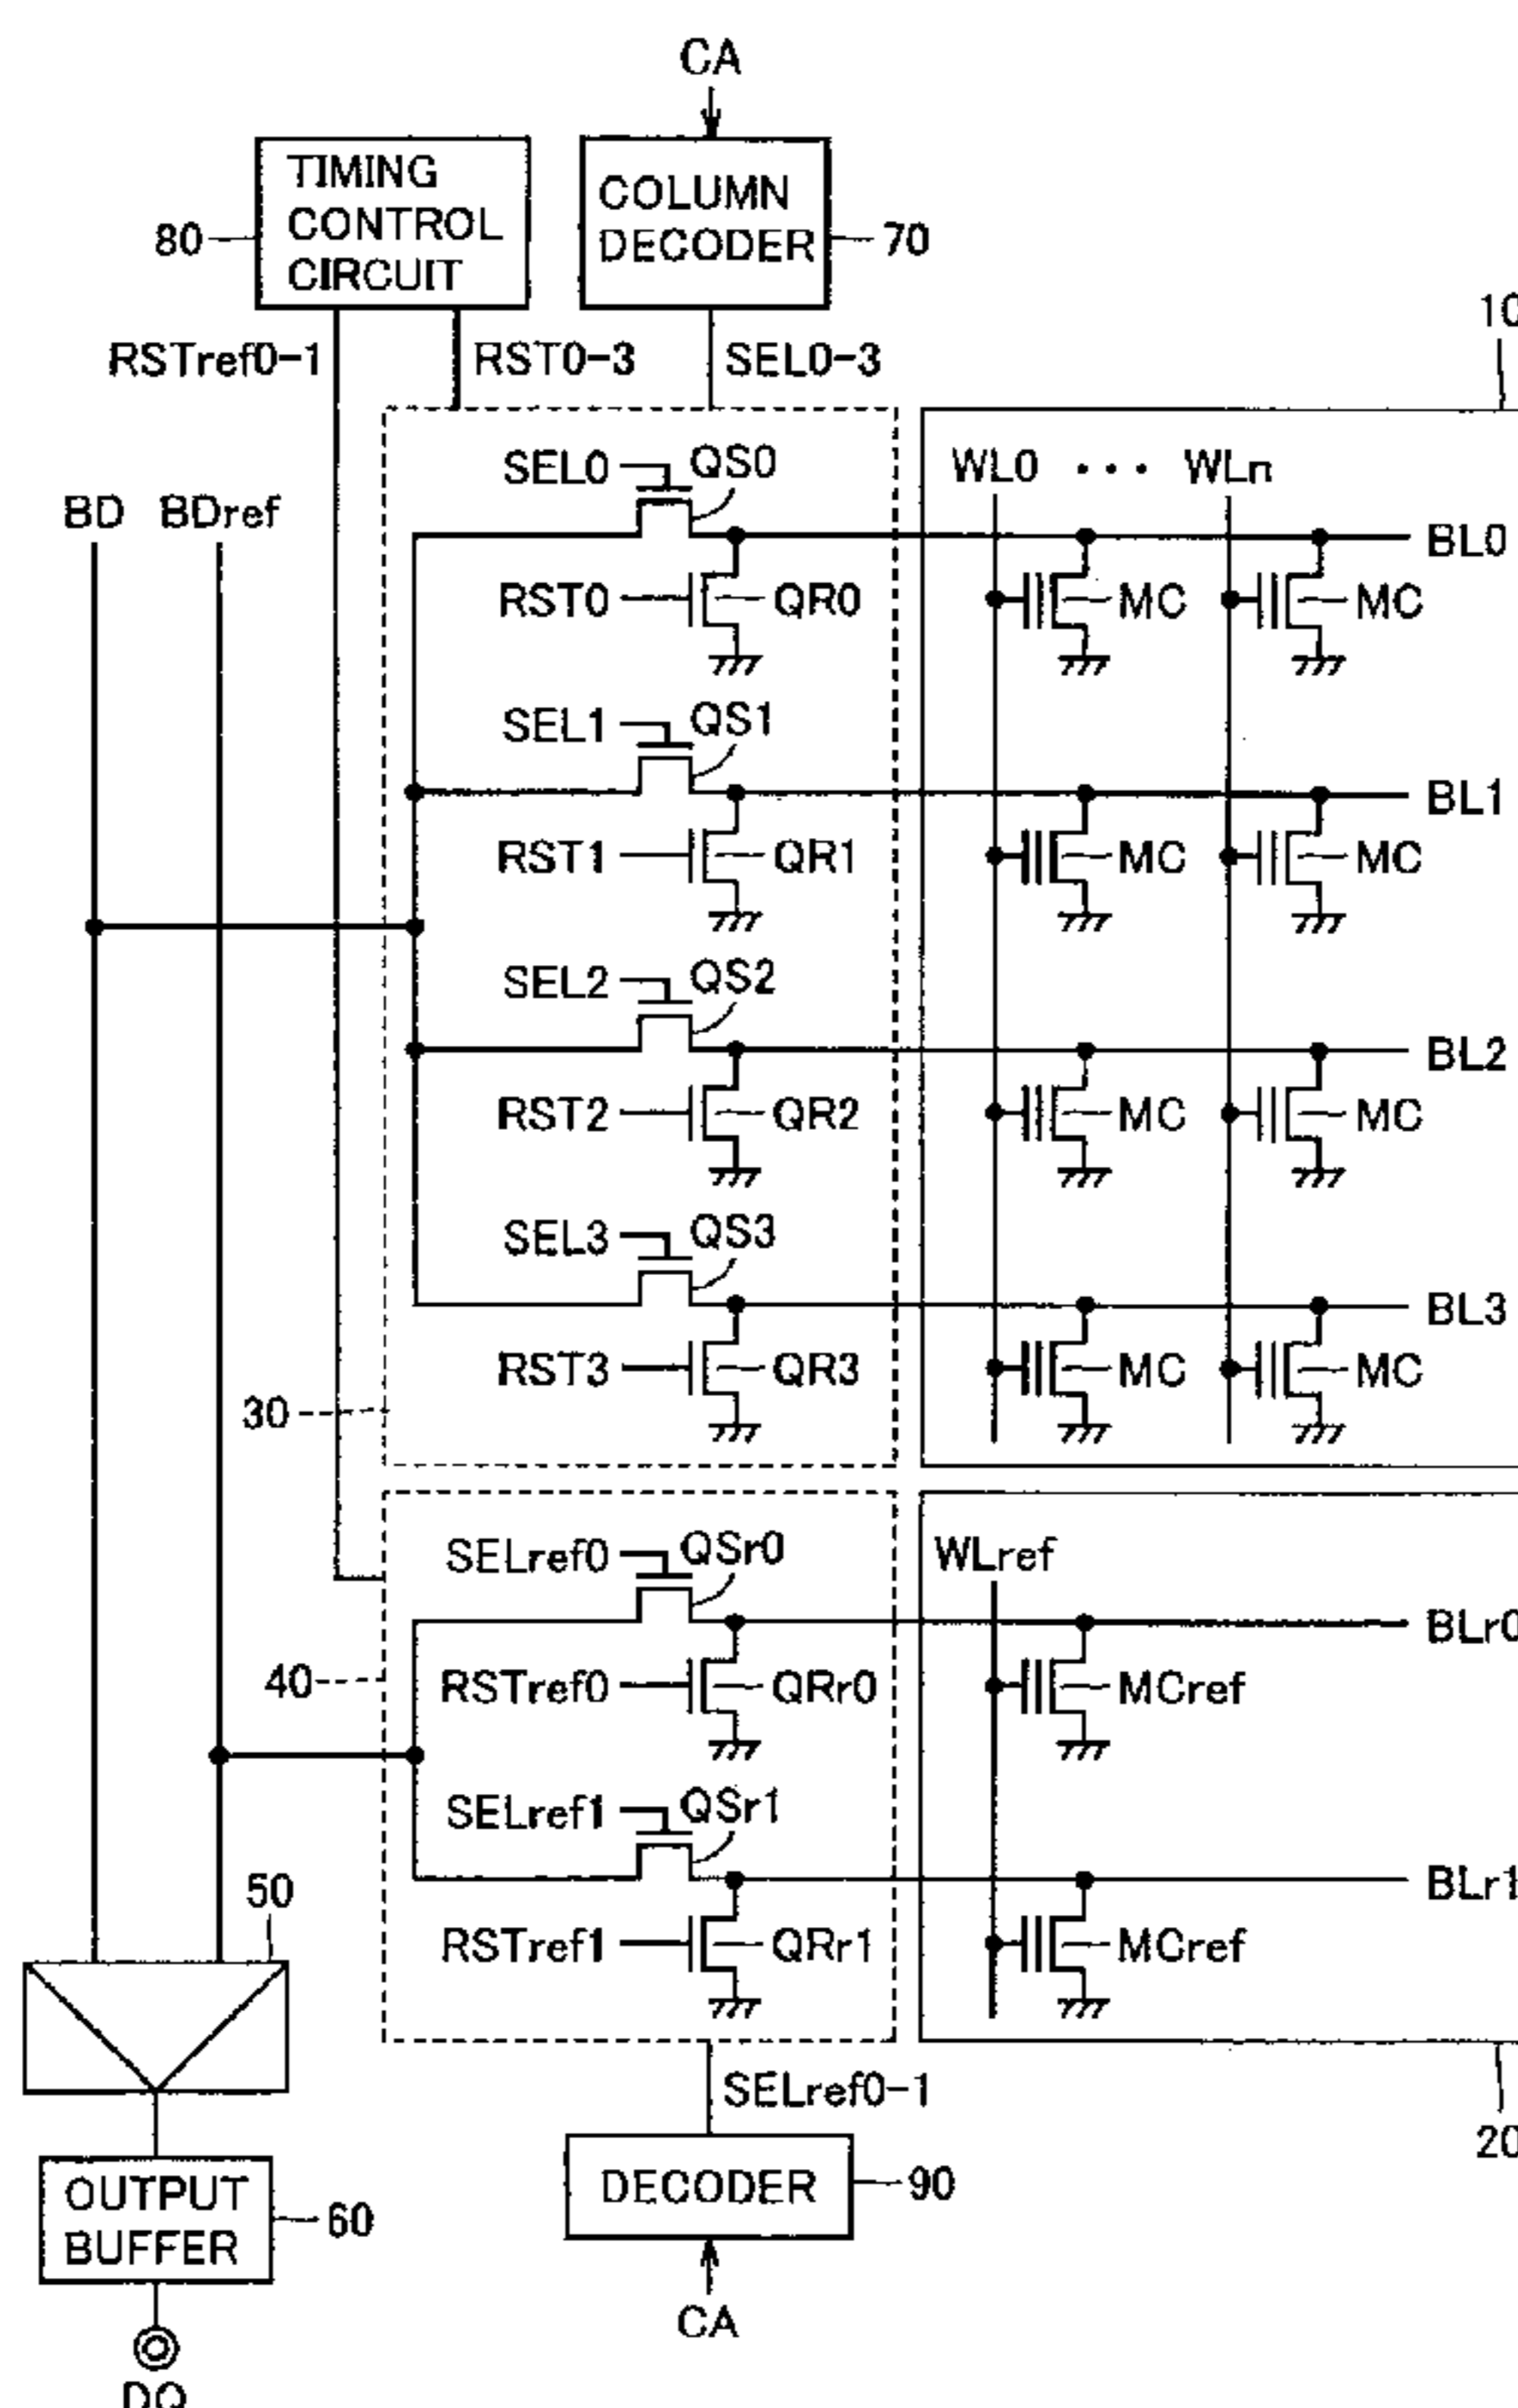 CA
TIMING
CONTROL
CIRCUIT
80
COLUMN
DECODER
70
RSTref0-1
RST0-3
SEL0-3
10
BD BDref
SEL0 QS0
WL0 ... WLn
BL0
RST0 QR0 MC MC
SEL1 QS1
BL1
RST1 QR1 MC MC
SEL2 QS2
BL2
RST2 QR2 MC MC
SEL3 QS3
BL3
RST3 QR3 MC MC
30
SELref0 QSr0
WLref
BLr0
40
RSTref0 QRr0 MCref
SELref1 QSr1
50
BLr1
RSTref1 QRr1 MCref
SELref0-1
20
DECODER
90
OUTPUT
BUFFER
60
CA
DQ